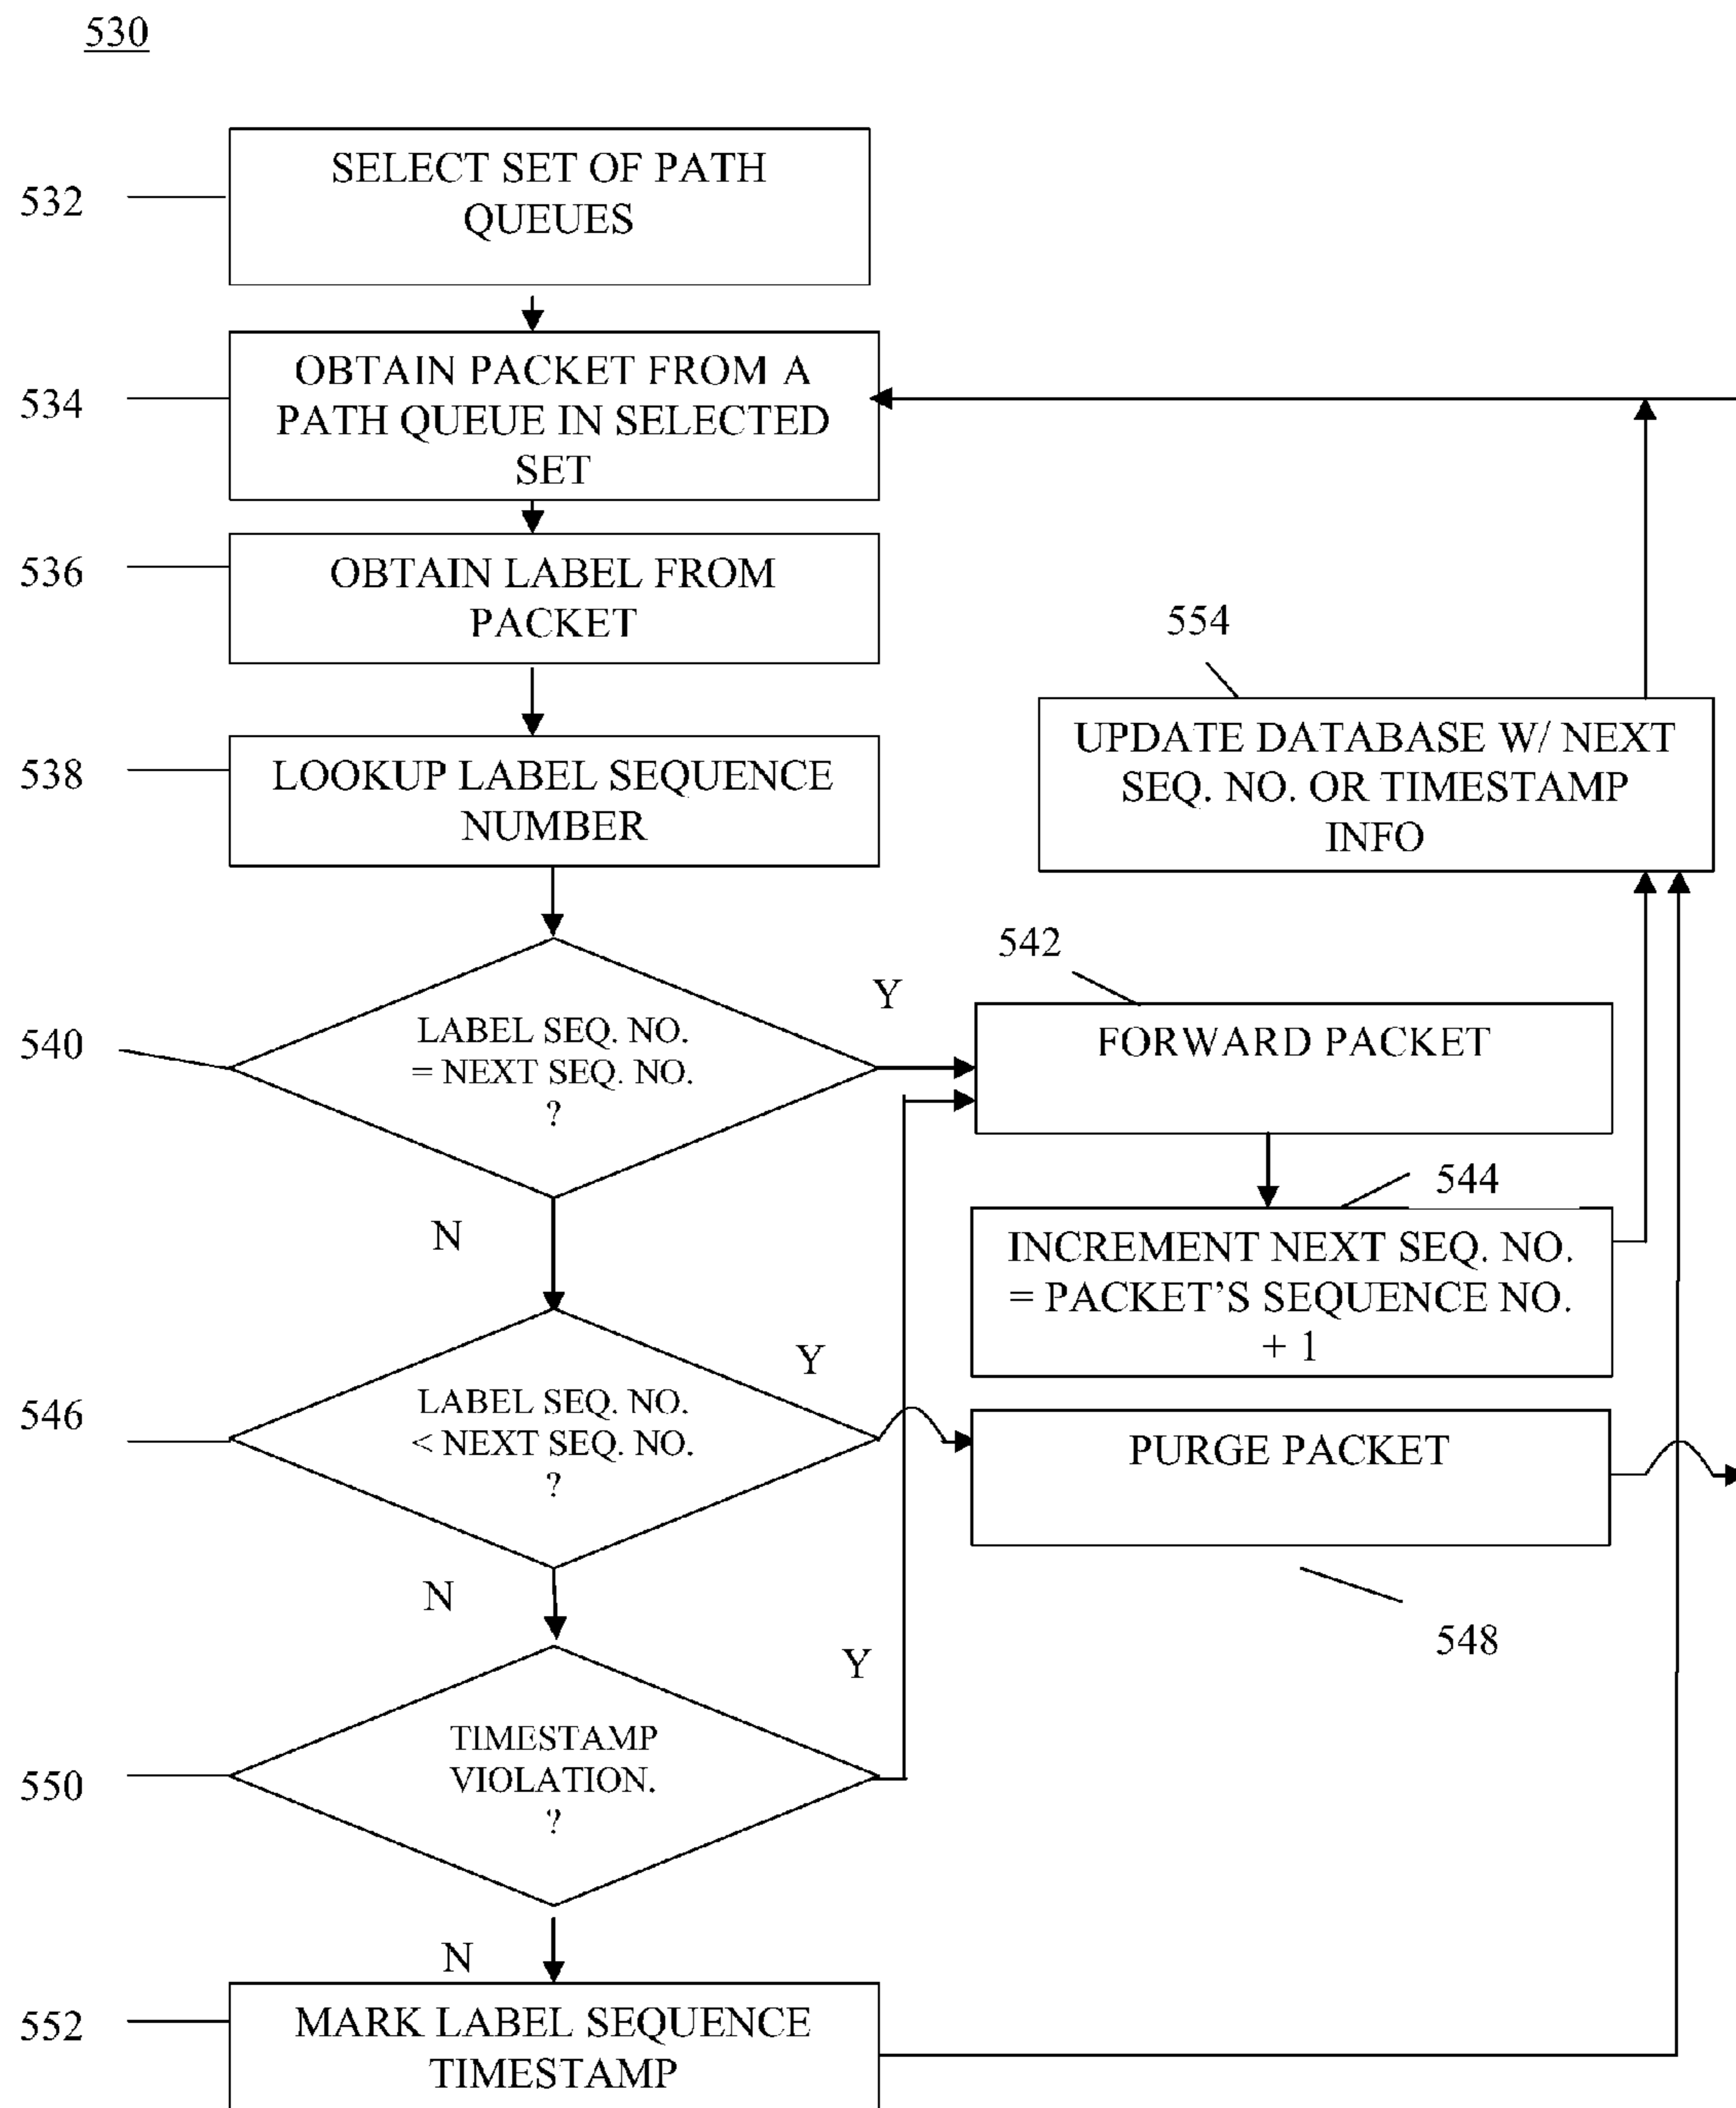 530
532
SELECT SET OF PATH
QUEUES
534
OBTAIN PACKET FROM A
PATH QUEUE IN SELECTED
SET
536
OBTAIN LABEL FROM
PACKET
538
LOOKUP LABEL SEQUENCE
NUMBER
554
UPDATE DATABASE W/ NEXT
SEQ. NO. OR TIMESTAMP
INFO
540
LABEL SEQ. NO.
= NEXT SEQ. NO.
?
Y
N
542
FORWARD PACKET
544
INCREMENT NEXT SEQ. NO.
= PACKET’S SEQUENCE NO.
+ 1
546
LABEL SEQ. NO.
< NEXT SEQ. NO.
?
Y
N
PURGE PACKET
548
550
TIMESTAMP
VIOLATION.
?
Y
N
552
MARK LABEL SEQUENCE
TIMESTAMP